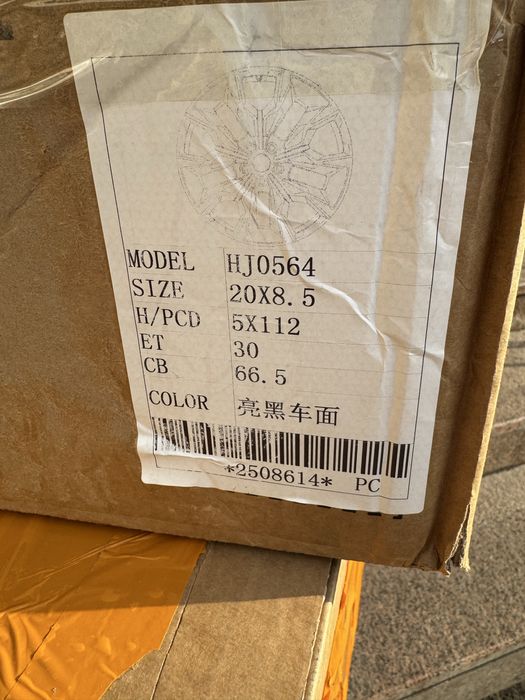 MODEL HJ0564
SIZE 20X8.5
H/PCD 5X112
ET 30
CB 66.5
COLOR 亮黑车面
*2508614* PC